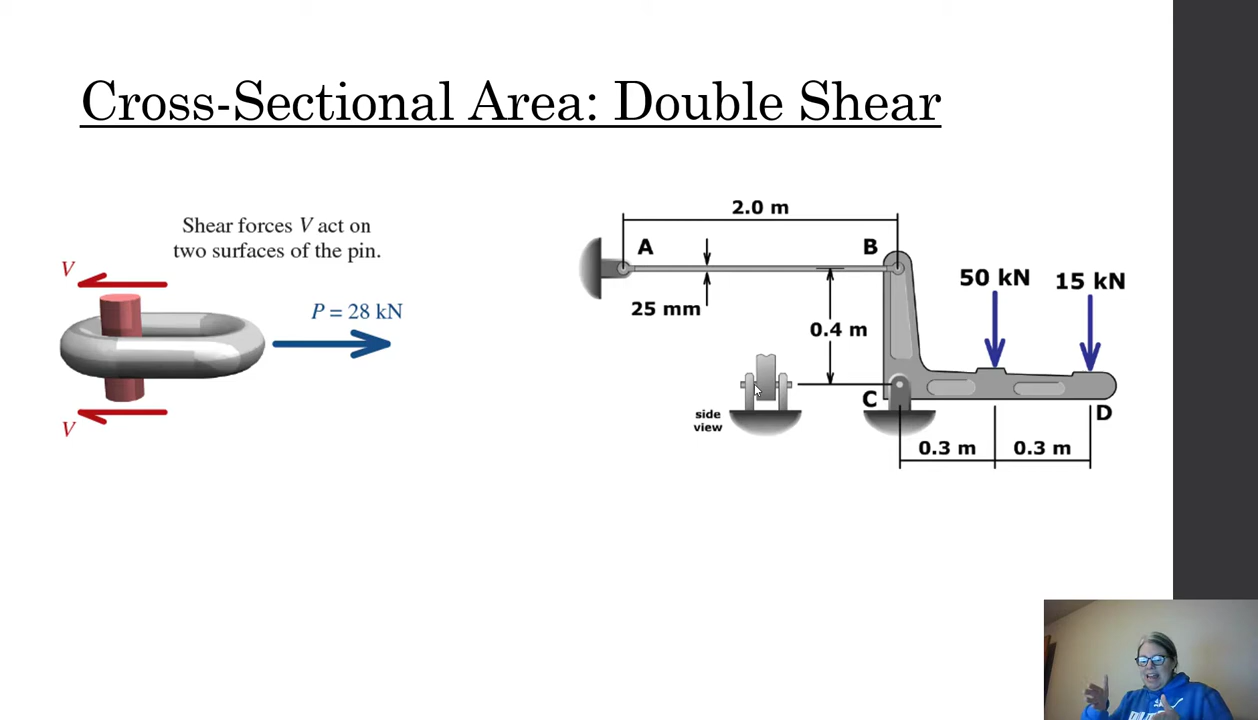 Cross-Sectional Area: Double Shear
Shear forces V act on
two surfaces of the pin.
V
P = 28 kN
V
2.0 m
A
B
25 mm
0.4 m
50 kN
15 kN
side
view
C
D
0.3 m
0.3 m